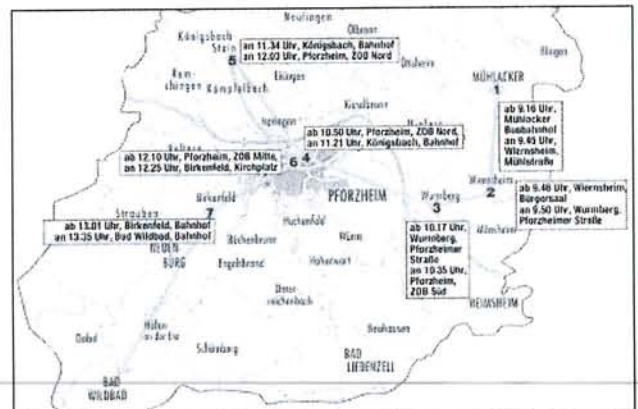 Neulingen
Ölbronn
Königsbach
Stein
5
an 11.34 Uhr, Königsbach, Bahnhof
an 12.03 Uhr, Pforzheim, ZOB Nord
Illingen
Eisingen
MÜHLACKER
1
Kämpfelbach
Kieselbronn
Ispringen
ab 9.16 Uhr,
Mühlacker
Busbahnhof
an 9.45 Uhr,
Wiernsheim,
Mühlstraße
ab 10.50 Uhr, Pforzheim, ZOB Nord,
an 11.21 Uhr, Königsbach, Bahnhof
ab 12.10 Uhr, Pforzheim, ZOB Mitte,
an 12.25 Uhr, Birkenfeld, Kirchplatz
6 4
Wiernsheim
2
ab 9.48 Uhr, Wiernsheim,
Bürgersaal
an 9.50 Uhr, Wurmberg,
Pforzheimer Straße
Birkenfeld
PFORZHEIM
Wurmberg
3
7
Huchenfeld
Mönsheim
ab 13.01 Uhr, Birkenfeld, Bahnhof
an 13.35 Uhr, Bad Wildbad, Bahnhof
ab 10.17 Uhr,
Wurmberg,
Pforzheimer
Straße
an 10.35 Uhr,
Pforzheim,
ZOB Süd
NEUEN
BÜRG
Büchenbronn
Würm
Engelsbrand
Hohenwart
HEIMSHEIM
Unter
reichenbach
Neuhausen
Dobel
Höfen
an der Enz
Schömberg
BAD
LIEBENZELL
BAD
WILDBAD